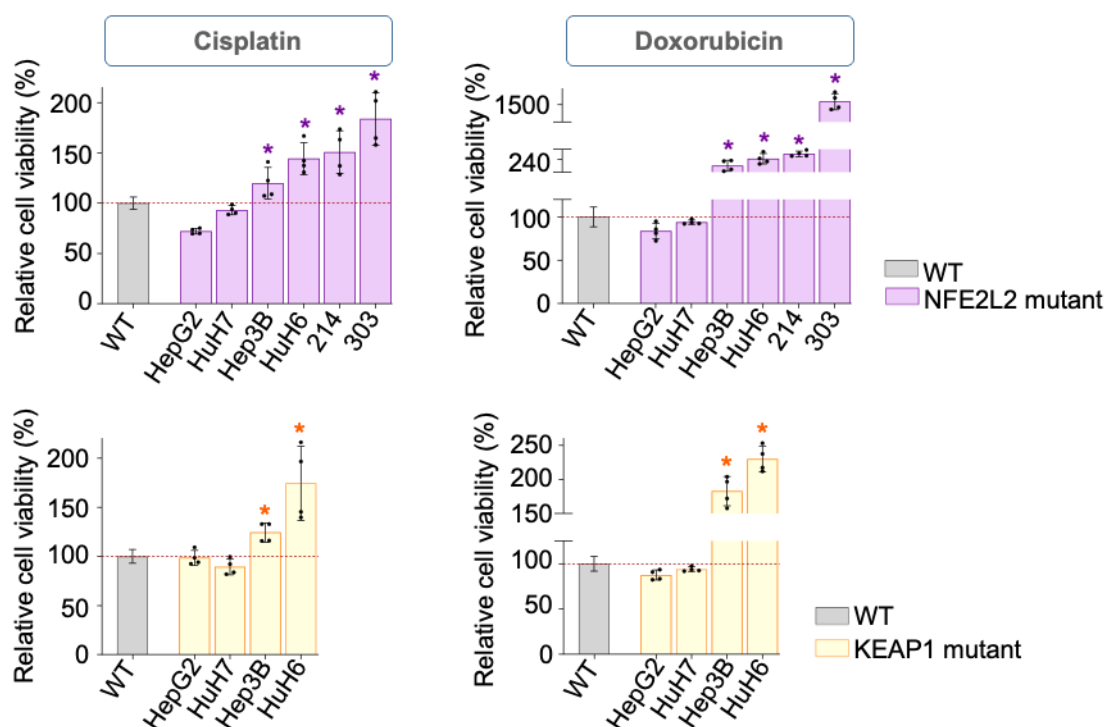 Cisplatin
Relative cell viability (%)
200
150
100
50
0
WT
HepG2
HuH7
Hep3B
HuH6
214
303
*
*
*
*
Doxorubicin
Relative cell viability (%)
1500
240
100
50
0
WT
HepG2
HuH7
Hep3B
HuH6
214
303
*
*
*
*
WT
NFE2L2 mutant
Relative cell viability (%)
200
150
100
50
0
WT
HepG2
HuH7
Hep3B
HuH6
*
*
Relative cell viability (%)
250
200
150
100
50
0
WT
HepG2
HuH7
Hep3B
HuH6
*
*
WT
KEAP1 mutant